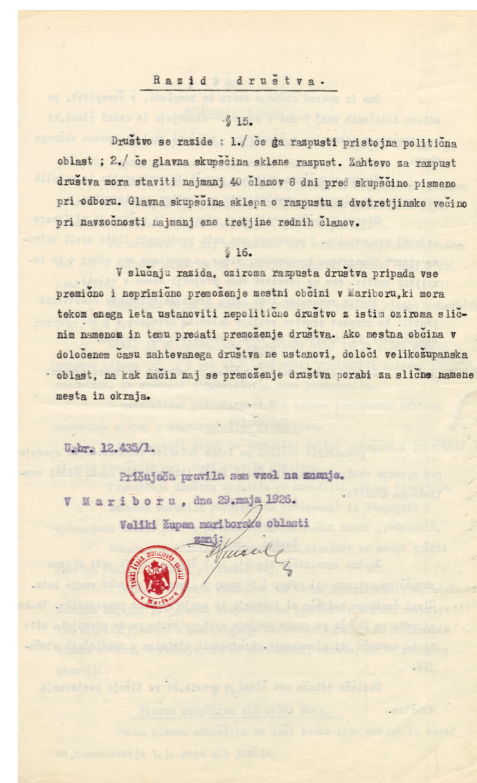 Razid društva.
§ 15.
Društvo se razide : 1./ če ga razpusti pristojna politična
oblast ; 2./ če glavna skupščina sklene razpust. Zahtevo za razpust
društva mora staviti najmanj 40 članov 8 dni pred skupščino pismeno
pri odboru. Glavna skupščina sklepa o razpustu z dvotretjinsko večino
pri navzočnosti najmanj ene tretjine rednih članov.
§ 16.
V slučaju razida, oziroma razpusta društva pripada vse
premično in nepremično premoženje mestni občini v Mariboru,ki mora
tekom enega leta ustanoviti nepolitično društvo z istim oziroma slič-
nim namenom in temu predati premoženje društva. Ako mestna občina v
določenem času zahtevanega društva ne ustanovi, določi velikožupanska
oblast, na kak način naj se premoženje društva porabi za slične namene
mesta in okraja.
U.br. 12.435/1.
Pričujoča pravila sem vzel na znanje.
V Mariboru, dne 29.maja 1926.
Veliki župan mariborske oblasti
zanj:
v Mariboru